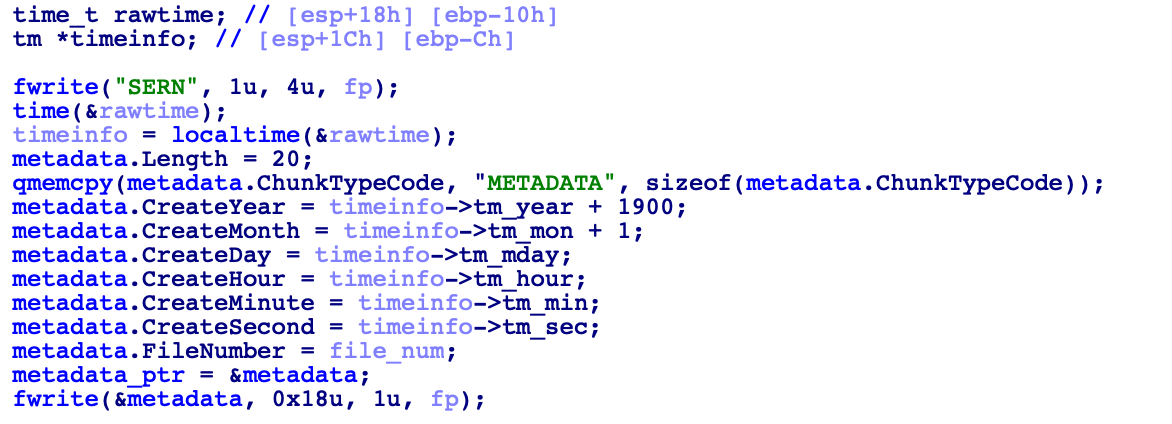 time_t rawtime; // [esp+18h] [ebp-10h]
tm *timeinfo; // [esp+1Ch] [ebp-Ch]
fwrite("SERN", 1u, 4u, fp);
time(&rawtime);
timeinfo = localtime(&rawtime);
metadata.Length = 20;
qmemcpy(metadata.ChunkTypeCode, "METADATA", sizeof(metadata.ChunkTypeCode));
metadata.CreateYear = timeinfo->tm_year + 1900;
metadata.CreateMonth = timeinfo->tm_mon + 1;
metadata.CreateDay = timeinfo->tm_mday;
metadata.CreateHour = timeinfo->tm_hour;
metadata.CreateMinute = timeinfo->tm_min;
metadata.CreateSecond = timeinfo->tm_sec;
metadata.FileNumber = file_num;
metadata_ptr = &metadata;
fwrite(&metadata, 0x18u, 1u, fp);